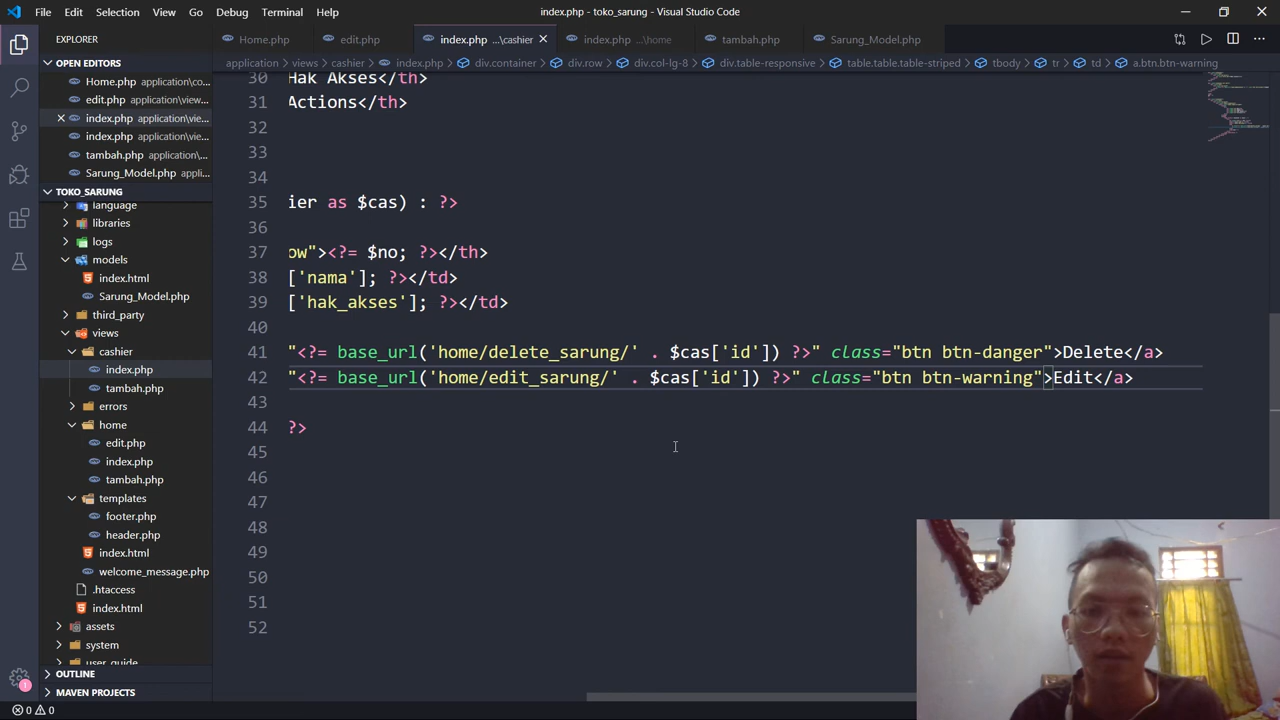 File Edit Selection View Go Debug Terminal Help
index.php - toko_sarung - Visual Studio Code
EXPLORER
Home.php
edit.php
index.php ...\cashier
index.php ...\home
tambah.php
Sarung_Model.php
application > views > cashier > index.php > div.container > div.row > div.col-lg-8 > div.table-responsive > table.table.table-striped > tbody > tr > td > a.btn.btn-warning
OPEN EDITORS
Home.php application\co...
edit.php application\view...
index.php application\vie...
index.php application\vie...
tambah.php application\...
Sarung_Model.php appli...
TOKO_SARUNG
language
libraries
logs
models
index.html
Sarung_Model.php
third_party
views
cashier
index.php
tambah.php
errors
home
edit.php
index.php
tambah.php
templates
footer.php
header.php
index.html
welcome_message.php
.htaccess
index.html
assets
system
user_guide
OUTLINE
MAVEN PROJECTS
30 Hak Akses</th>
31 Actions</th>
32
33
34
35 ier as $cas) : ?>
36
37 ow"><?= $no; ?></th>
38 ['nama']; ?></td>
39 ['hak_akses']; ?></td>
40
41 "<?= base_url('home/delete_sarung/' . $cas['id']) ?>" class="btn btn-danger">Delete</a>
42 "<?= base_url('home/edit_sarung/' . $cas['id']) ?>" class="btn btn-warning">Edit</a>
43
44 ?>
45
46
47
48
49
50
51
52
1
0 0